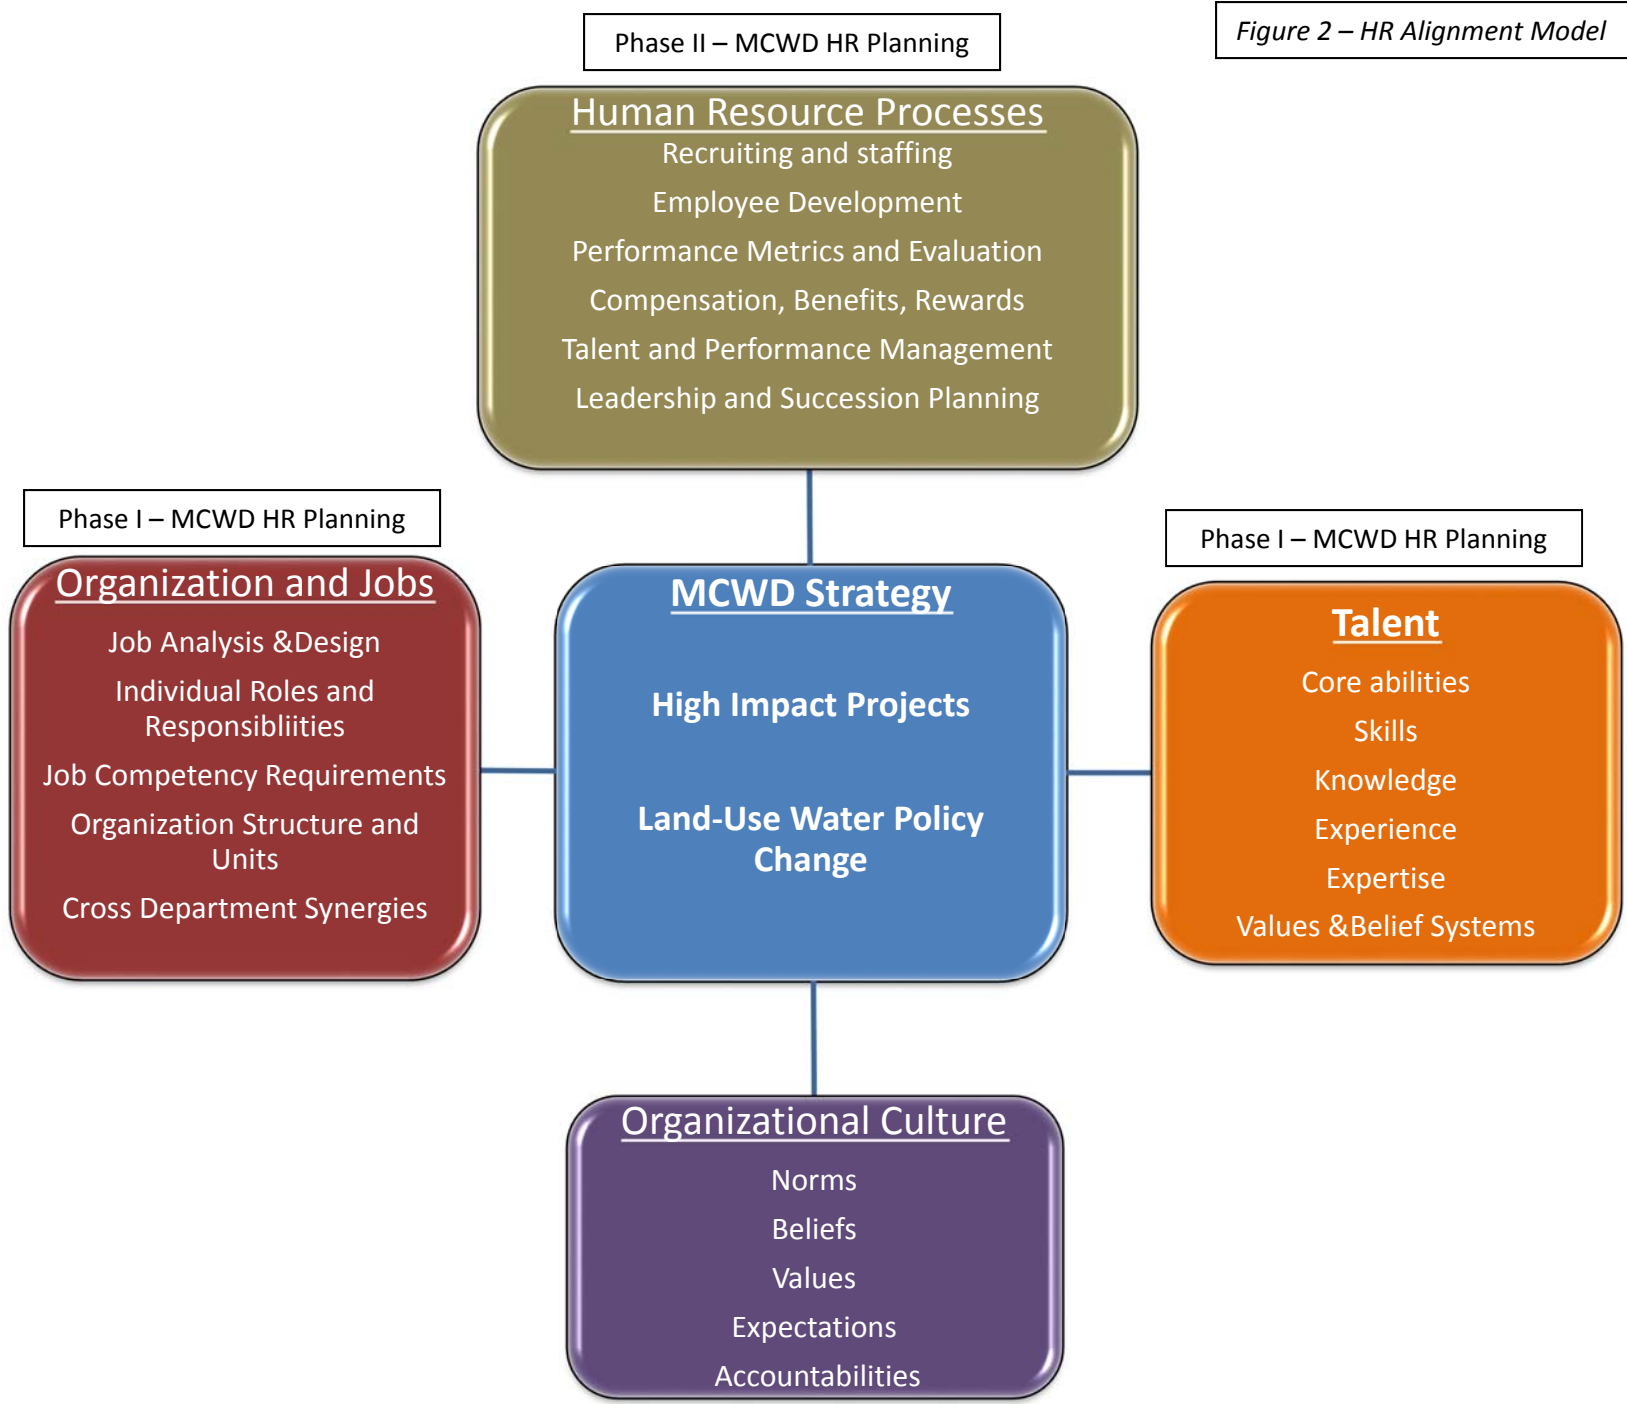 Figure 2 – HR Alignment Model
Phase II – MCWD HR Planning
Human Resource Processes
Recruiting and staffing
Employee Development
Performance Metrics and Evaluation
Compensation, Benefits, Rewards
Talent and Performance Management
Leadership and Succession Planning
Phase I – MCWD HR Planning
Organization and Jobs
Job Analysis &Design
Individual Roles and
Responsibliities
Job Competency Requirements
Organization Structure and
Units
Cross Department Synergies
MCWD Strategy
High Impact Projects
Land-Use Water Policy
Change
Phase I – MCWD HR Planning
Talent
Core abilities
Skills
Knowledge
Experience
Expertise
Values &Belief Systems
Organizational Culture
Norms
Beliefs
Values
Expectations
Accountabilities